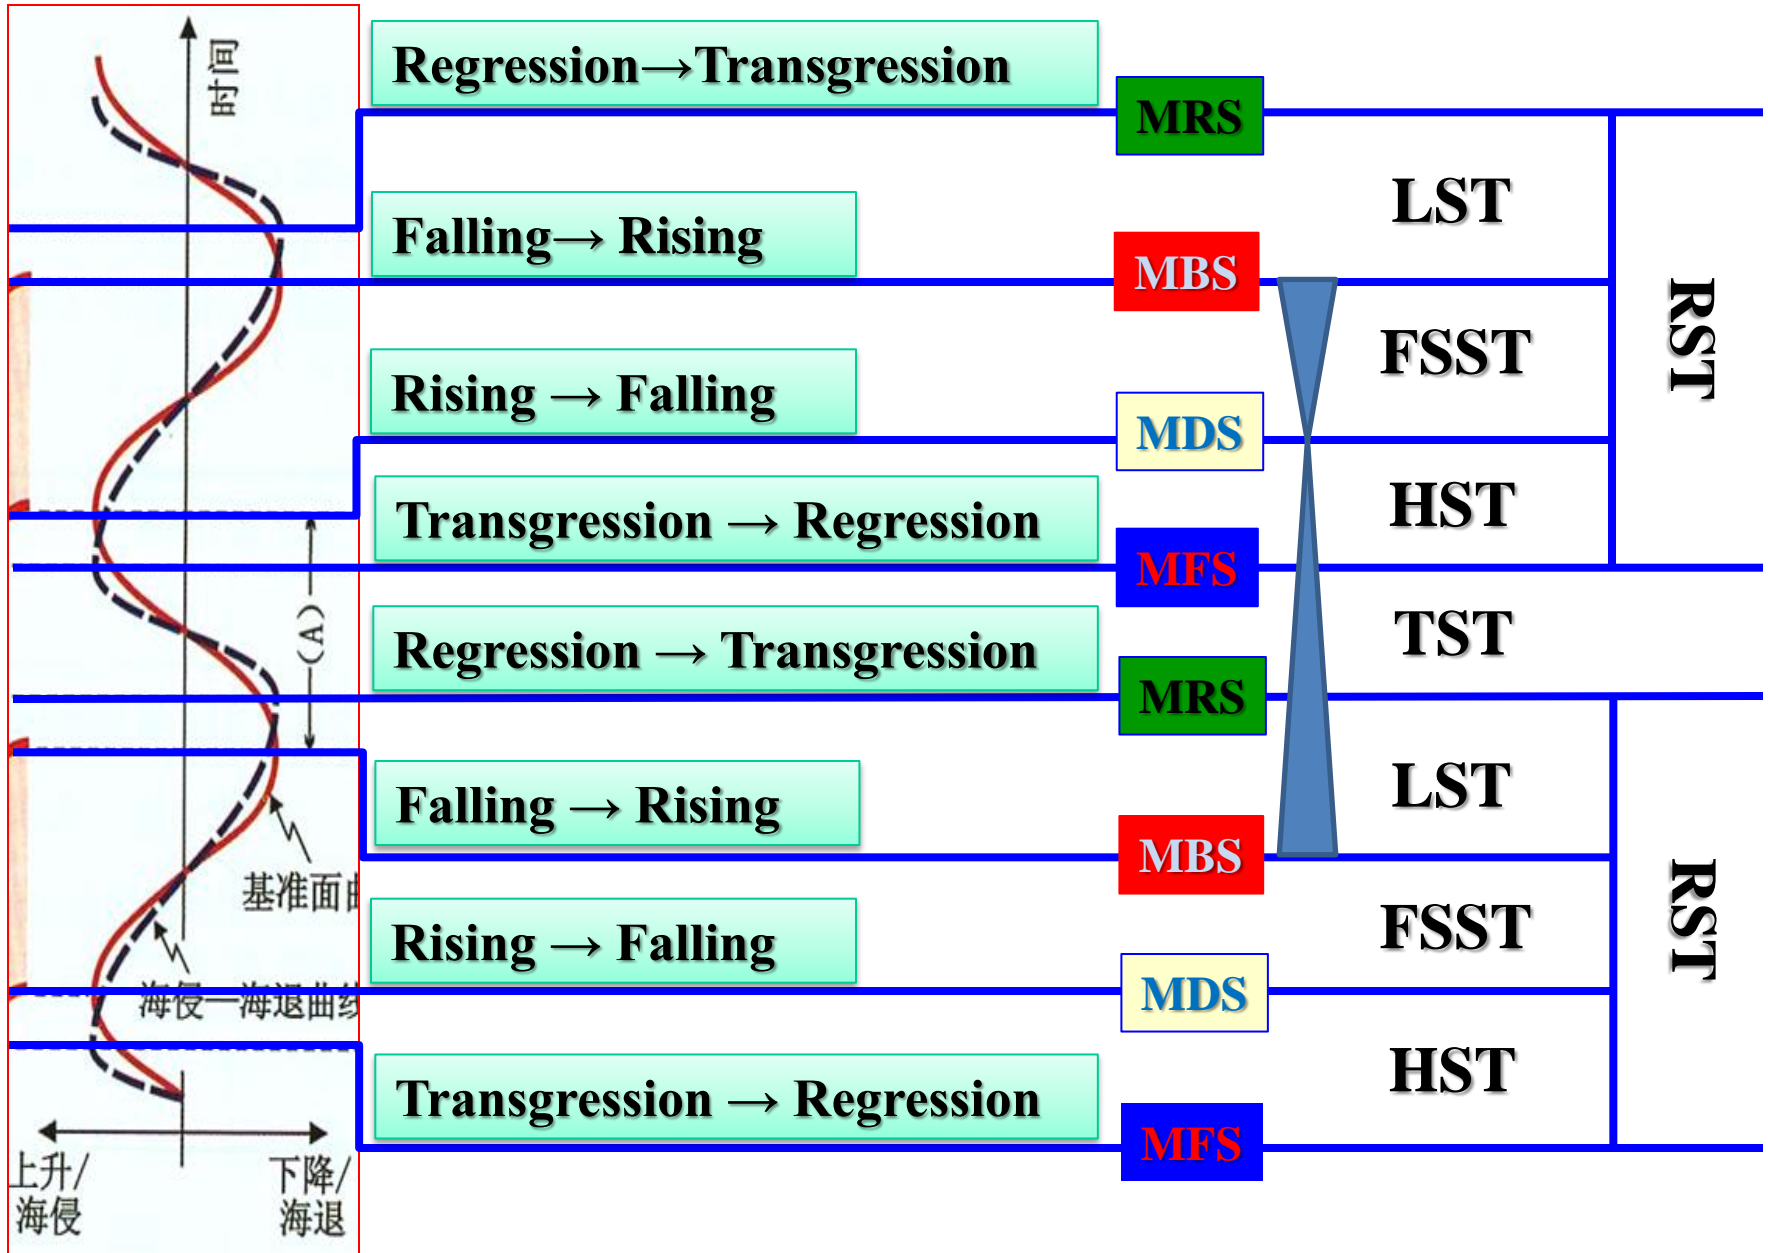 时间
Regression→Transgression
MRS
LST
Falling→ Rising
MBS
FSST
RST
Rising → Falling
MDS
HST
Transgression → Regression
MFS
TST
(A)
Regression → Transgression
MRS
LST
Falling → Rising
MBS
基准面曲
FSST
RST
Rising → Falling
MDS
海侵—海退曲线
HST
Transgression → Regression
MFS
上升/
海侵
下降/
海退